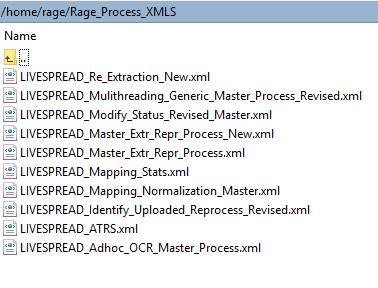 /home/rage/Rage_Process_XMLS
Name
..
LIVESPREAD_Re_Extraction_New.xml
LIVESPREAD_Mulithreading_Generic_Master_Process_Revised.xml
LIVESPREAD_Modify_Status_Revised_Master.xml
LIVESPREAD_Master_Extr_Repr_Process_New.xml
LIVESPREAD_Master_Extr_Repr_Process.xml
LIVESPREAD_Mapping_Stats.xml
LIVESPREAD_Mapping_Normalization_Master.xml
LIVESPREAD_Identify_Uploaded_Reprocess_Revised.xml
LIVESPREAD_ATRS.xml
LIVESPREAD_Adhoc_OCR_Master_Process.xml